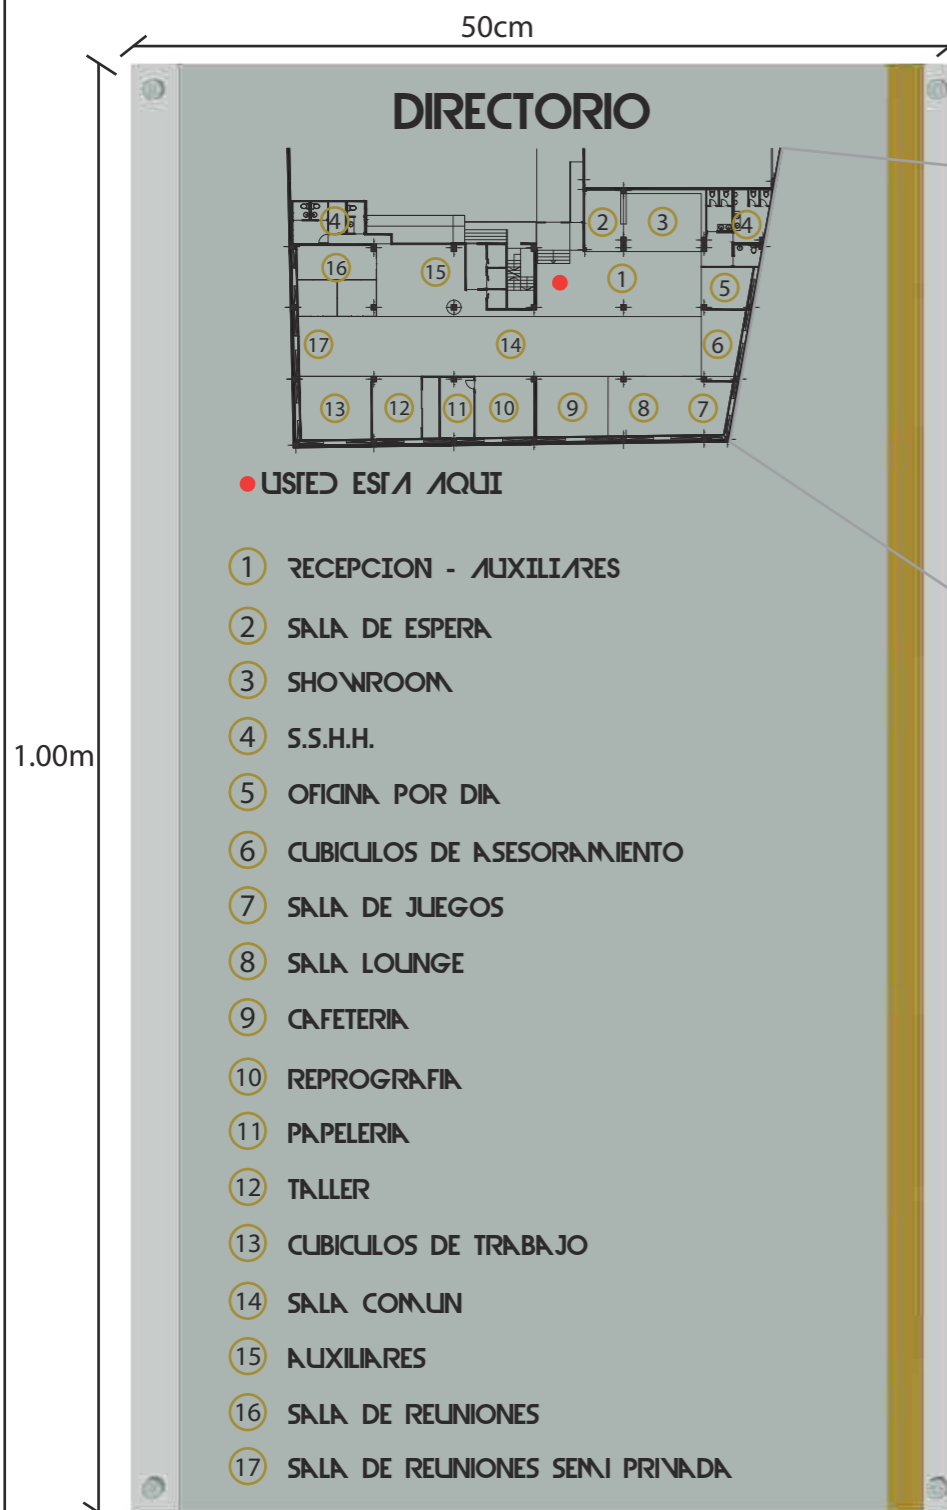 50cm
DIRECTORIO
4 2 3 4
16 15 1 5
17 14 6
13 12 11 10 9 8 7
USTED ESTA AQUI
1 RECEPCION - AUXILIARES
2 SALA DE ESPERA
3 SHOWROOM
4 S.S.H.H.
1.00m
5 OFICINA POR DIA
6 CUBICULOS DE ASESORAMIENTO
7 SALA DE JUEGOS
8 SALA LOUNGE
9 CAFETERIA
10 REPROGRAFIA
11 PAPELERIA
12 TALLER
13 CUBICULOS DE TRABAJO
14 SALA COMUN
15 AUXILIARES
16 SALA DE REUNIONES
17 SALA DE REUNIONES SEMI PRIVADA